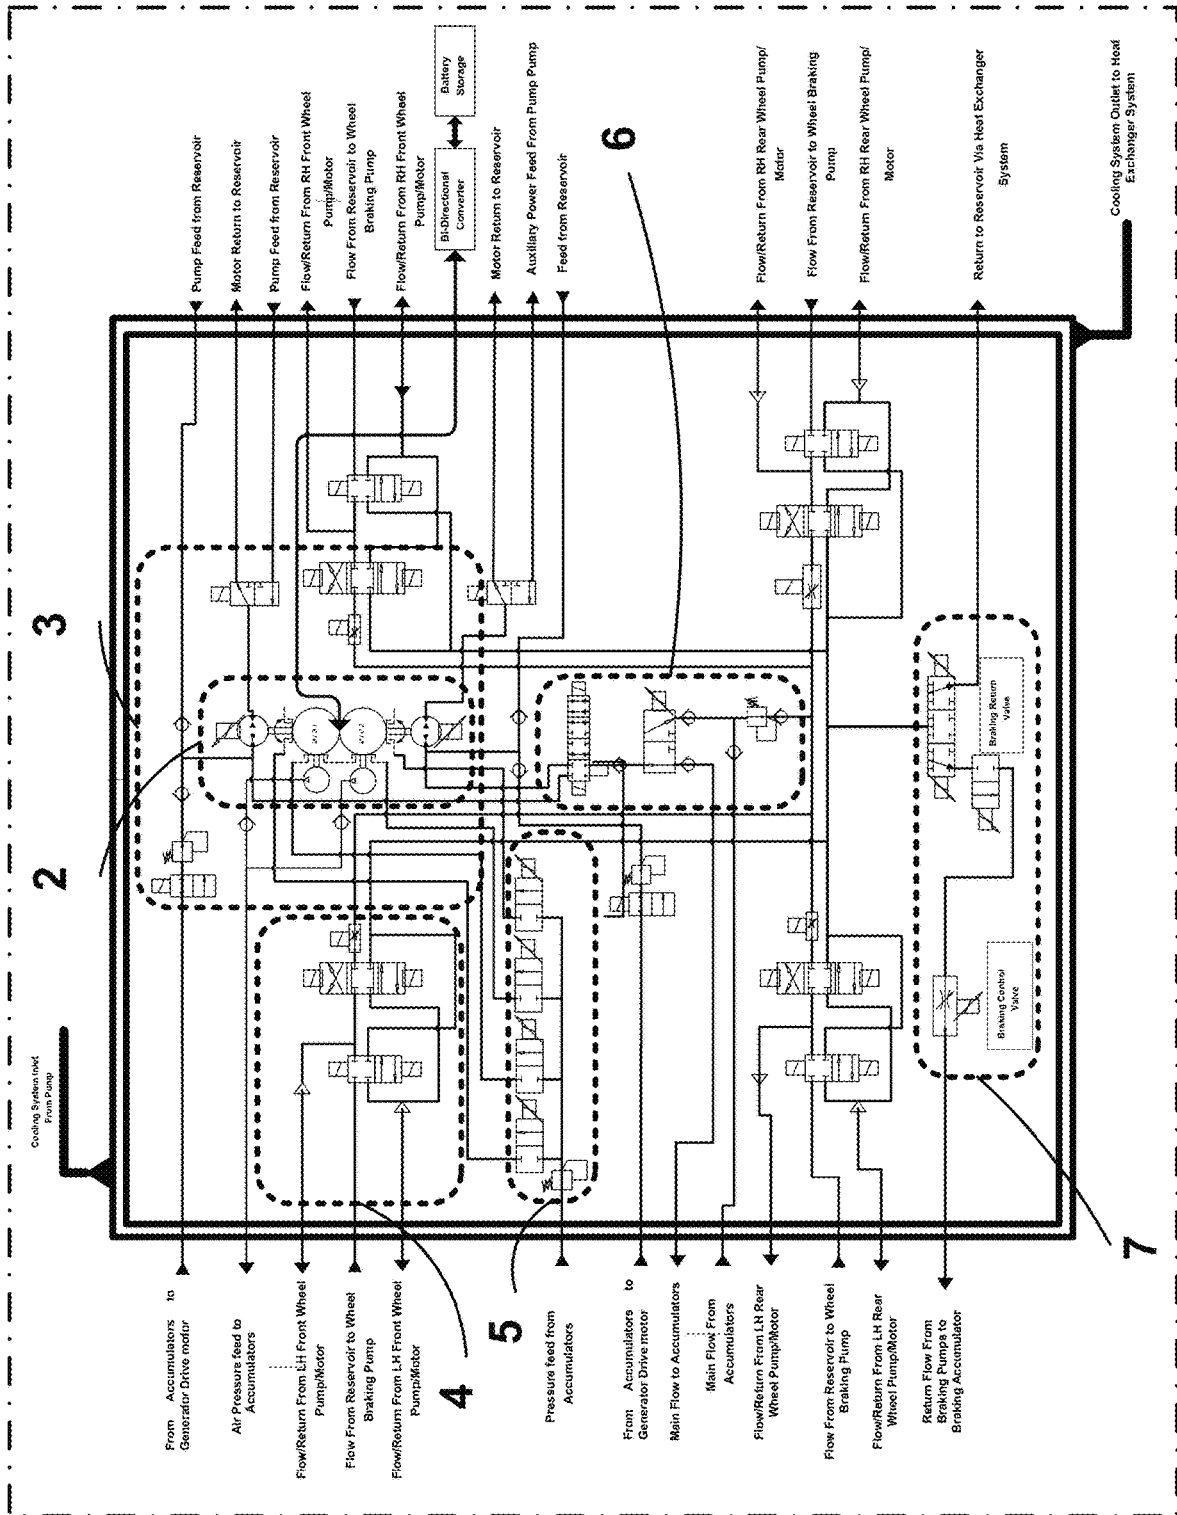 Pump Feed from Reservoir
Motor Return to Reservoir
Pump Feed from Reservoir
Flow/Return From RH Front Wheel
Pump/Motor
Flow From Reservoir to Wheel
Braking Pump
Flow/Return From RH Front Wheel
Pump/Motor
Bi-Directional
Converter
Battery
Storage
Motor Return to Reservoir
Auxiliary Power Feed From Pump Pump
Feed from Reservoir
Flow/Return From RH Rear Wheel Pump/
Motor
Flow From Reservoir to Wheel Braking
Pump
Flow/Return From RH Rear Wheel Pump/
Motor
Return to Reservoir Via Heat Exchanger
System
Cooling System Outlet to Heat
Exchanger System
3
2
6
4
5
7
Braking Return
Valve
Braking Control
Valve
Cooling System Inlet
From Pump
From Accumulators to
Generator Drive motor
Air Pressure feed to
Accumulators
Flow/Return From LH Front Wheel
Pump/Motor
Flow From Reservoir to Wheel
Braking Pump
Flow/Return From LH Front Wheel
Pump/Motor
Pressure feed from
Accumulators
From Accumulators to
Generator Drive motor
Main Flow to Accumulators
Main Flow From
Accumulators
Flow/Return From LH Rear
Wheel Pump/Motor
Flow From Reservoir to Wheel
Braking Pump
Flow/Return From LH Rear
Wheel Pump/Motor
Return Flow From
Braking Pumps to
Braking Accumulator